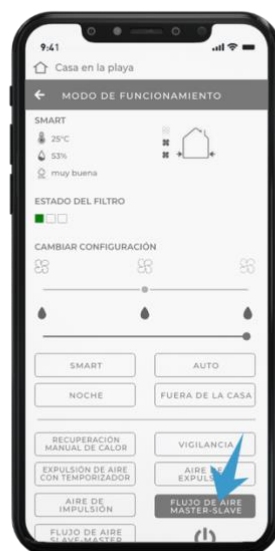 9:41
Casa en la playa
MODO DE FUNCIONAMIENTO
SMART
25°C
53%
muy buena
ESTADO DEL FILTRO
CAMBIAR CONFIGURACIÓN
SMART
AUTO
NOCHE
FUERA DE LA CASA
RECUPERACIÓN
MANUAL DE CALOR
VIGILANCIA
EXPULSIÓN DE AIRE
CON TEMPORIZADOR
AIRE DE
EXPULSIÓN
AIRE DE
IMPULSIÓN
FLUJO DE AIRE
MASTER-SLAVE
FLUJO DE AIRE
SLAVE-MASTER